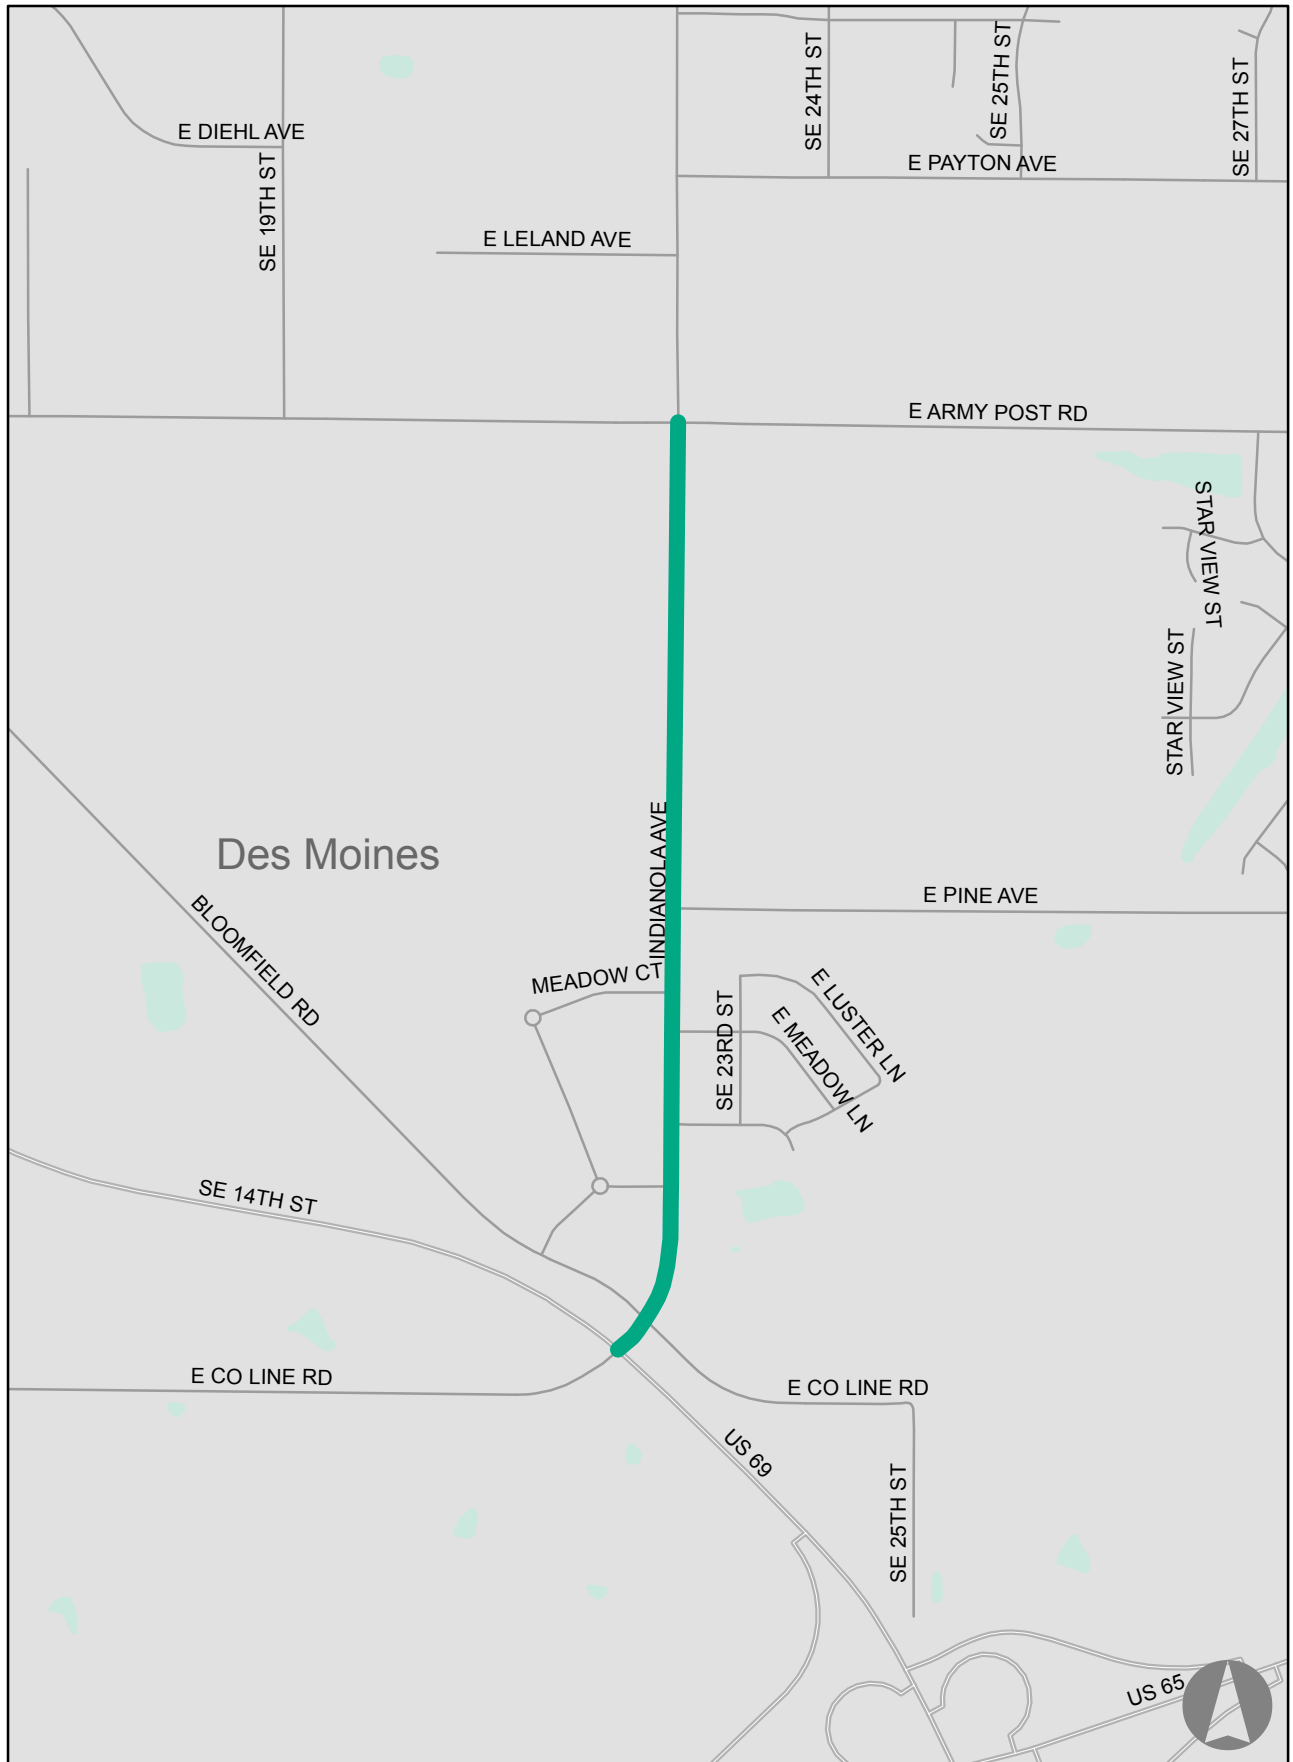 SE 24TH ST
SE 25TH ST
SE 27TH ST
E DIEHL AVE
E PAYTON AVE
SE 19TH ST
E LELAND AVE
E ARMY POST RD
STAR VIEW ST
STAR VIEW ST
INDIANOLA AVE
Des Moines
E PINE AVE
BLOOMFIELD RD
MEADOW CT
E LUSTER LN
SE 23RD ST
E MEADOW LN
SE 14TH ST
E CO LINE RD
E CO LINE RD
US 69
SE 25TH ST
US 65